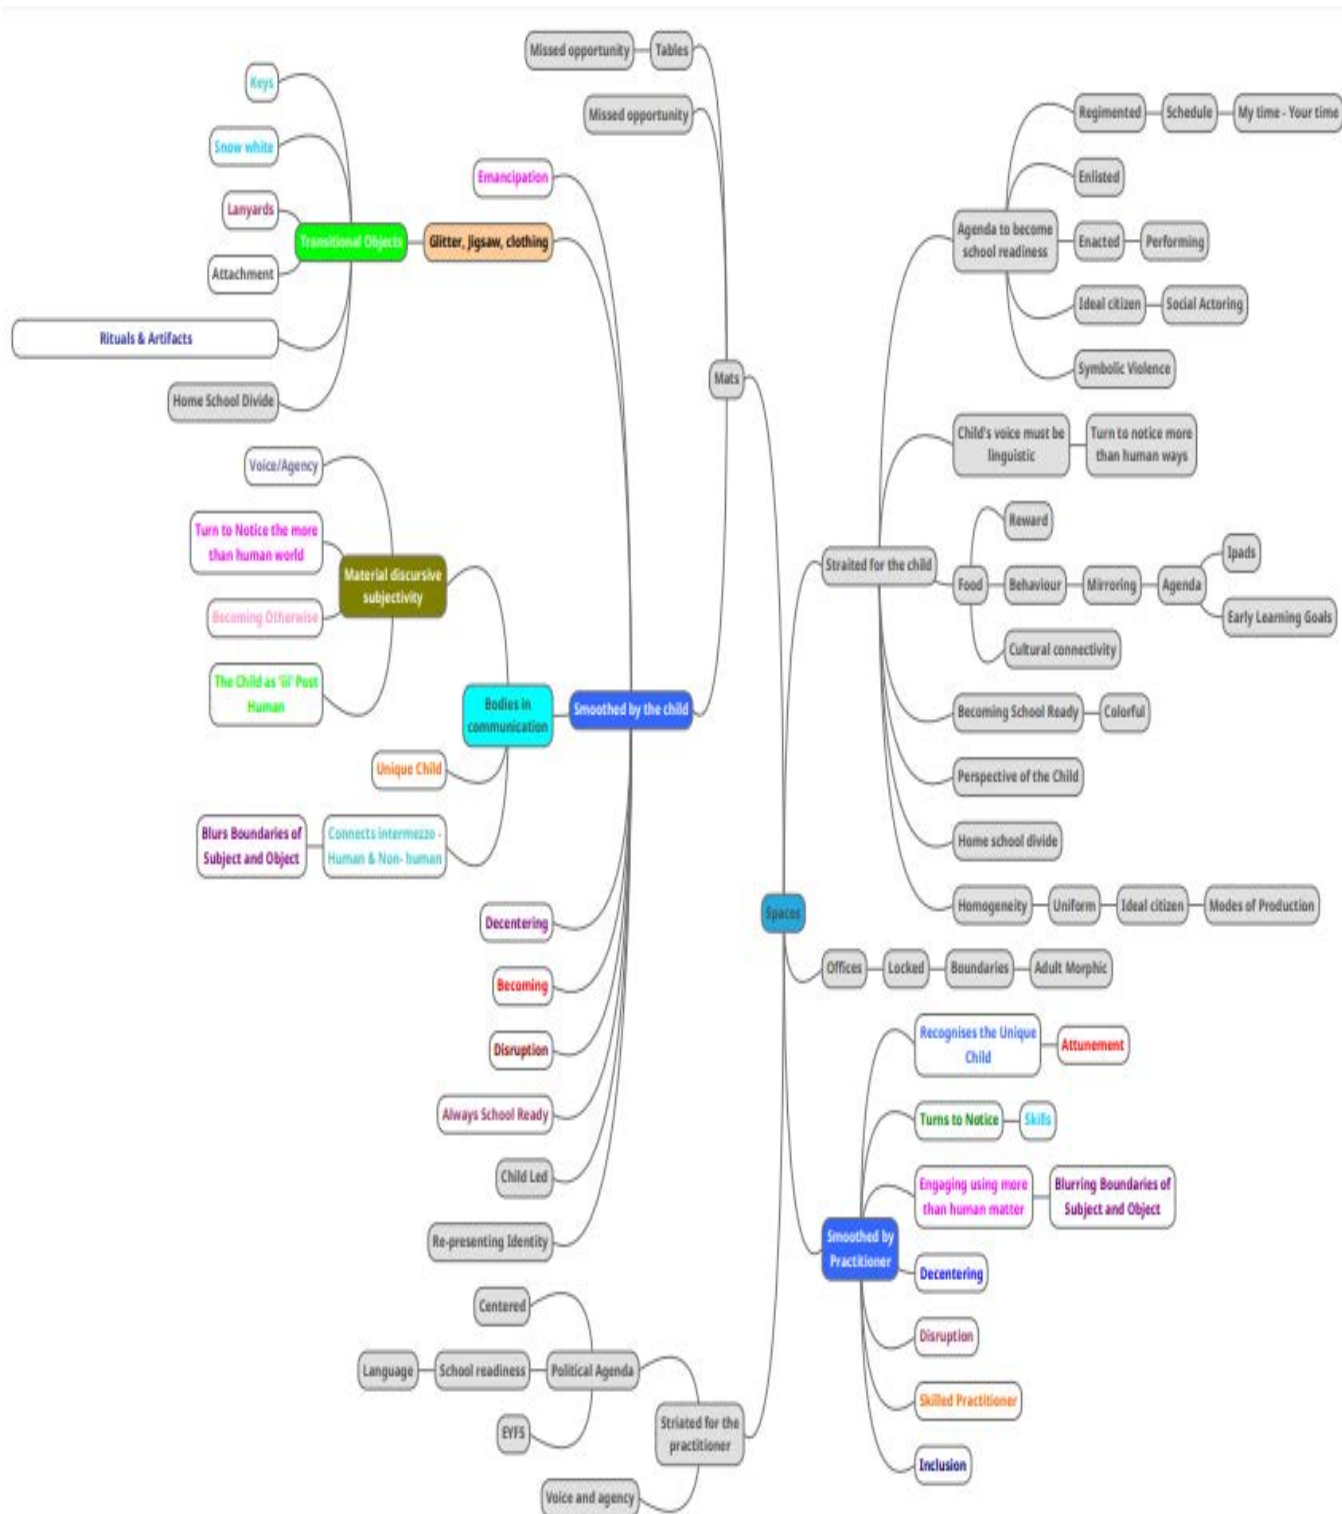 Missed opportunity
Tables
Missed opportunity
Keys
Snow white
Lanyards
Attachment
Rituals & Artifacts
Home School Divide
Transitional Objects
Glitter, Jigsaw, clothing
Emancipation
Mats
Voice/Agency
Turn to Notice the more
than human world
Becoming Otherwise
The Child as 'iii' Post
Human
Material discursive
subjectivity
Bodies in
communication
Smoothed by the child
Unique Child
Blurs Boundaries of
Subject and Object
Connects intermezzo -
Human & Non- human
Decentering
Becoming
Disruption
Always School Ready
Child Led
Re-presenting Identity
Centered
Language
School readiness
Political Agenda
EYFS
Striated for the
practitioner
Voice and agency
Spaces
Agenda to become
school readiness
Regimented
Schedule
My time - Your time
Enlisted
Enacted
Performing
Ideal citizen
Social Actoring
Symbolic Violence
Child's voice must be
linguistic
Turn to notice more
than human ways
Straited for the child
Reward
Food
Behaviour
Mirroring
Agenda
Ipads
Early Learning Goals
Cultural connectivity
Becoming School Ready
Colorful
Perspective of the Child
Home school divide
Homogeneity
Uniform
Ideal citizen
Modes of Production
Offices
Locked
Boundaries
Adult Morphic
Recognises the Unique
Child
Attunement
Turns to Notice
Skills
Engaging using more
than human matter
Blurring Boundaries of
Subject and Object
Smoothed by
Practitioner
Decentering
Disruption
Skilled Practitioner
Inclusion